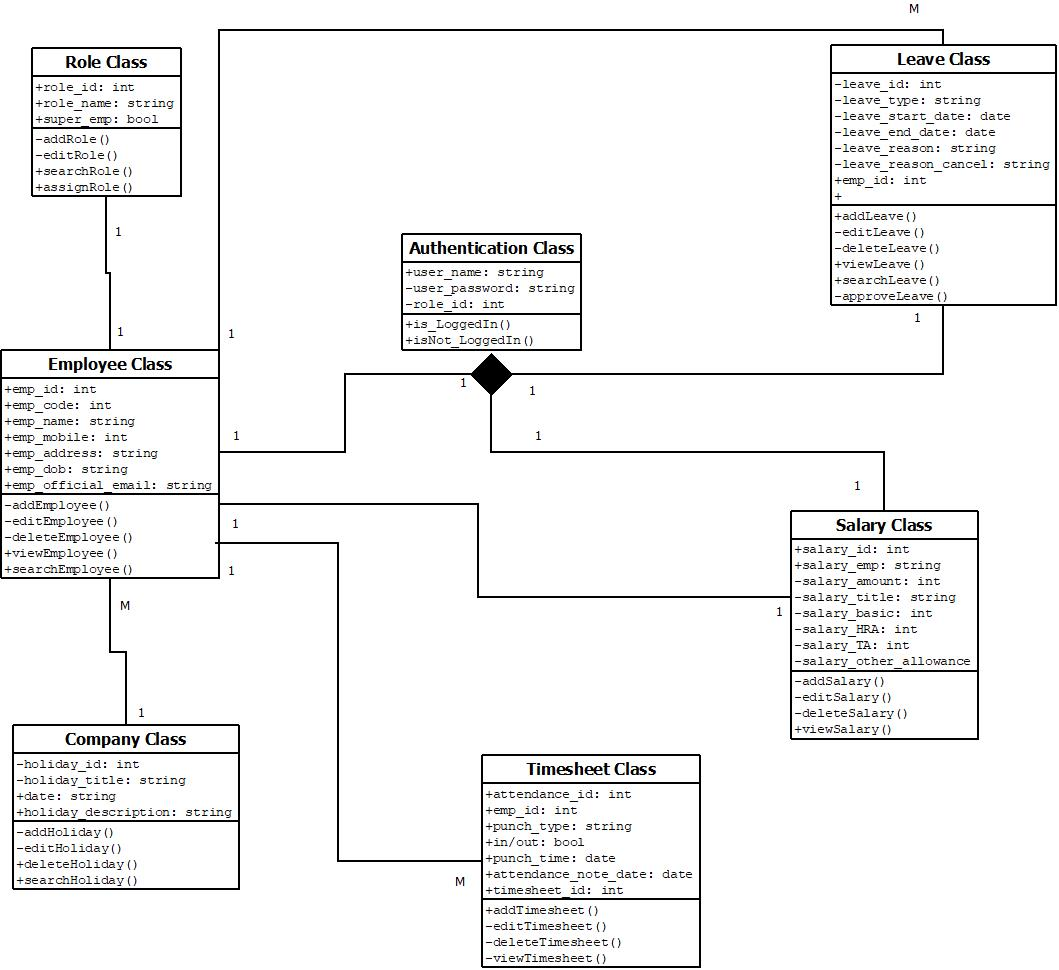 M
Role Class
+role_id: int
+role_name: string
+super_emp: bool
-addRole()
-editRole()
+searchRole()
+assignRole()
1
1
Leave Class
-leave_id: int
-leave_type: string
-leave_start_date: date
-leave_end_date: date
-leave_reason: string
-leave_reason_cancel: string
+emp_id: int
+
+addLeave()
-editLeave()
-deleteLeave()
+viewLeave()
+searchLeave()
-approveLeave()
1
Authentication Class
+user_name: string
-user_password: string
-role_id: int
+is_LoggedIn()
+isNot_LoggedIn()
1
1
1
1
Employee Class
+emp_id: int
+emp_code: int
+emp_name: string
+emp_mobile: int
+emp_address: string
+emp_dob: string
+emp_official_email: string
-addEmployee()
-editEmployee()
-deleteEmployee()
+viewEmployee()
+searchEmployee()
1
1
1
M
1
Salary Class
+salary_id: int
+salary_emp: string
-salary_amount: int
-salary_title: string
-salary_basic: int
-salary_HRA: int
-salary_TA: int
-salary_other_allowance
-addSalary()
-editSalary()
-deleteSalary()
+viewSalary()
1
1
Company Class
-holiday_id: int
-holiday_title: string
+date: string
+holiday_description: string
-addHoliday()
-editHoliday()
+deleteHoliday()
+searchHoliday()
Timesheet Class
+attendance_id: int
+emp_id: int
+punch_type: string
+in/out: bool
+punch_time: date
+attendance_note_date: date
+timesheet_id: int
+addTimesheet()
-editTimesheet()
-deleteTimesheet()
-viewTimesheet()
M